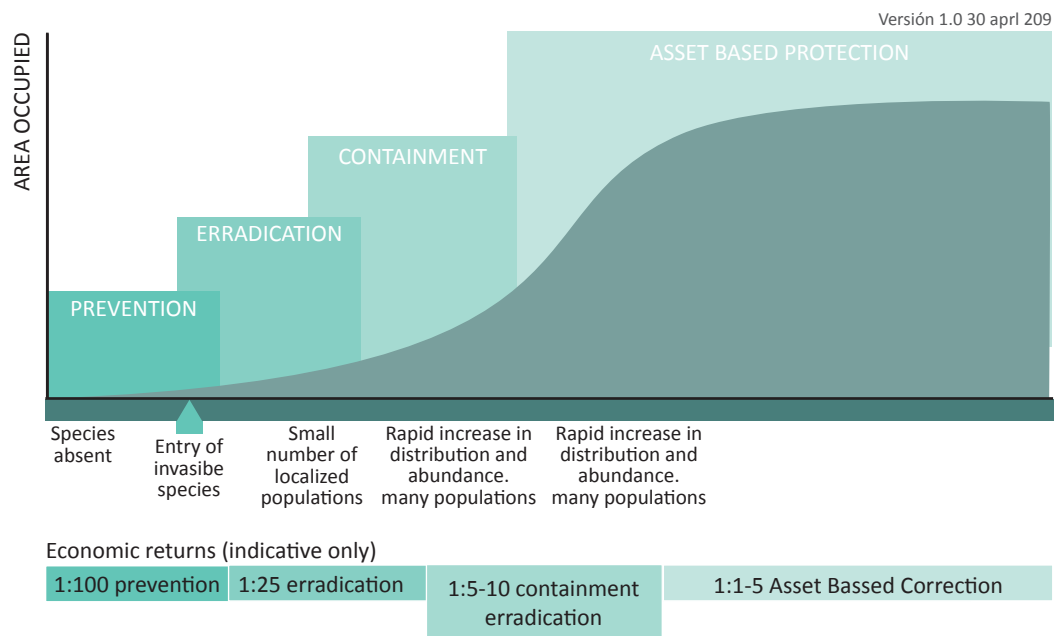 Versión 1.0 30 aprl 209
AREA OCCUPIED
ASSET BASED PROTECTION
CONTAINMENT
ERRADICATION
PREVENTION
Species
absent
Entry of
invasibe
species
Small
number of
localized
populations
Rapid increase in
distribution and
abundance.
many populations
Rapid increase in
distribution and
abundance.
many populations
Economic returns (indicative only)
1:100 prevention
1:25 erradication
1:5-10 containment
erradication
1:1-5 Asset Bassed Correction